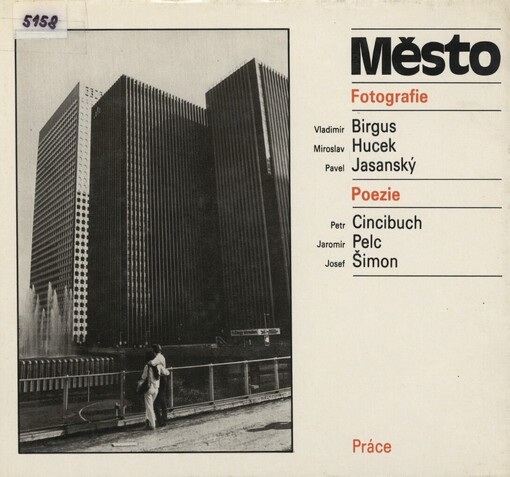 5158
Město
Fotografie
Vladimír Birgus
Miroslav Hucek
Pavel Jasanský
Poezie
Petr Cincibuch
Jaromír Pelc
Josef Šimon
Práce